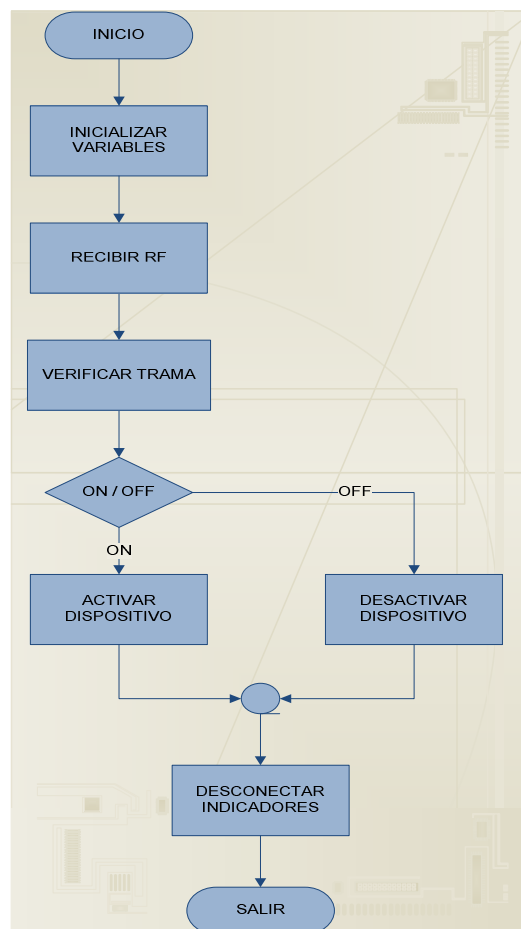 INICIO
INICIALIZAR
VARIABLES
RECIBIR RF
VERIFICAR TRAMA
ON / OFF
OFF
ON
ACTIVAR
DISPOSITIVO
DESACTIVAR
DISPOSITIVO
DESCONECTAR
INDICADORES
SALIR